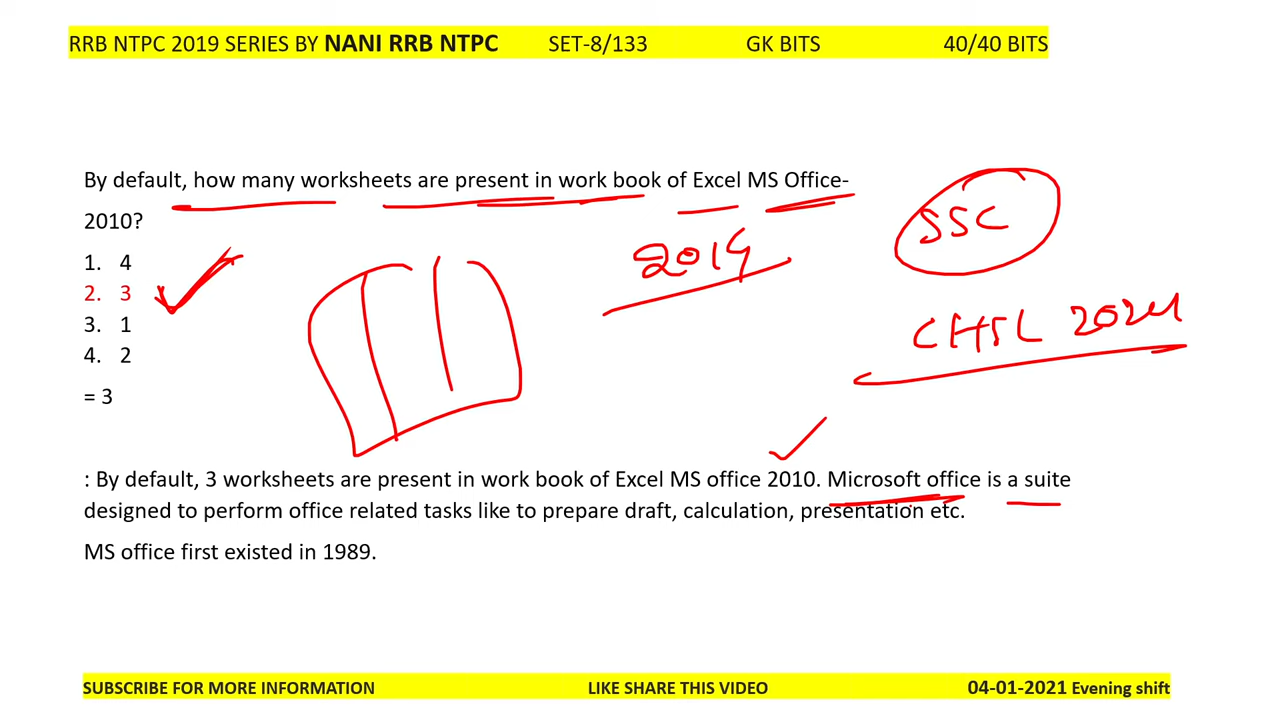 RRB NTPC 2019 SERIES BY NANI RRB NTPC SET-8/133 GK BITS 40/40 BITS
By default, how many worksheets are present in work book of Excel MS Office-
2010?
1. 4
2. 3
3. 1
4. 2
= 3
2019
SSC
CHSL 2024
: By default, 3 worksheets are present in work book of Excel MS office 2010. Microsoft office is a suite
designed to perform office related tasks like to prepare draft, calculation, presentation etc.
MS office first existed in 1989.
SUBSCRIBE FOR MORE INFORMATION LIKE SHARE THIS VIDEO 04-01-2021 Evening shift